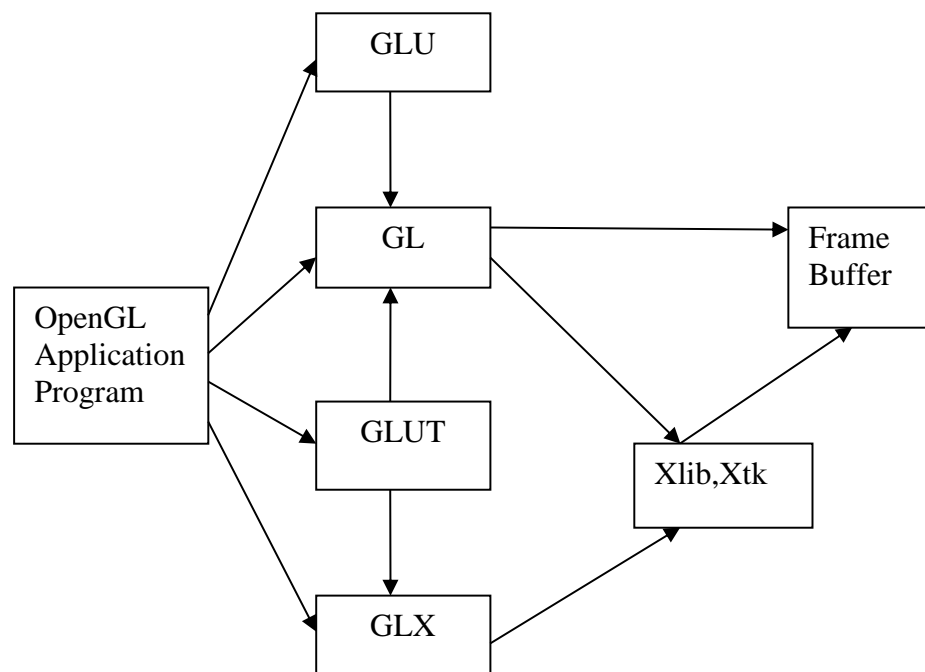 GLU
GL
Frame
Buffer
OpenGL
Application
Program
GLUT
Xlib,Xtk
GLX